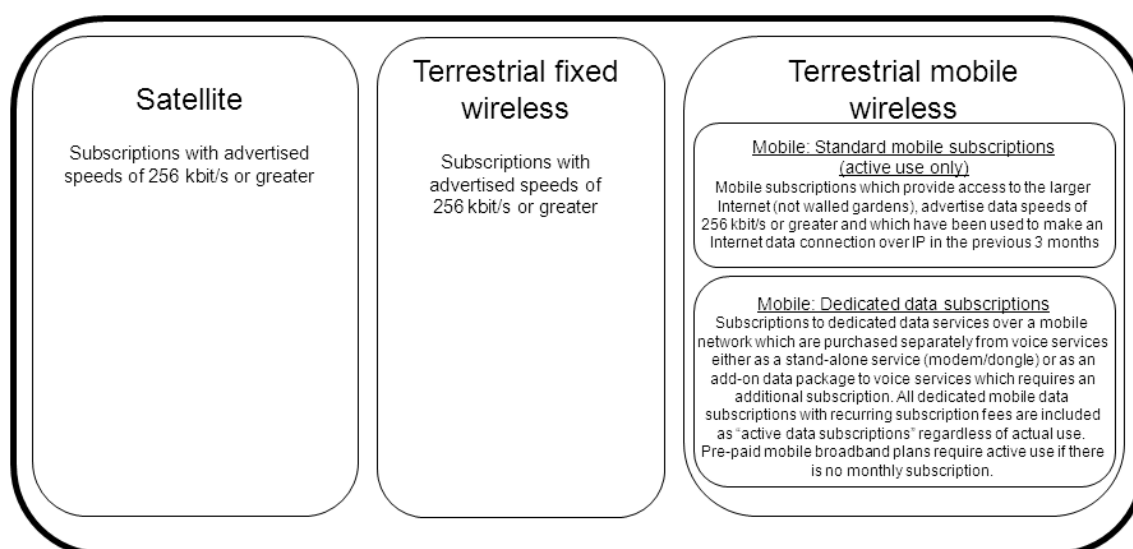 Satellite
Subscriptions with advertised
speeds of 256 kbit/s or greater
Terrestrial fixed
wireless
Subscriptions with
advertised speeds of
256 kbit/s or greater
Terrestrial mobile
wireless
Mobile: Standard mobile subscriptions
(active use only)
Mobile subscriptions which provide access to the larger
Internet (not walled gardens), advertise data speeds of
256 kbit/s or greater and which have been used to make an
Internet data connection over IP in the previous 3 months
Mobile: Dedicated data subscriptions
Subscriptions to dedicated data services over a mobile
network which are purchased separately from voice services
either as a stand-alone service (modem/dongle) or as an
add-on data package to voice services which requires an
additional subscription. All dedicated mobile data
subscriptions with recurring subscription fees are included
as “active data subscriptions” regardless of actual use.
Pre-paid mobile broadband plans require active use if there
is no monthly subscription.